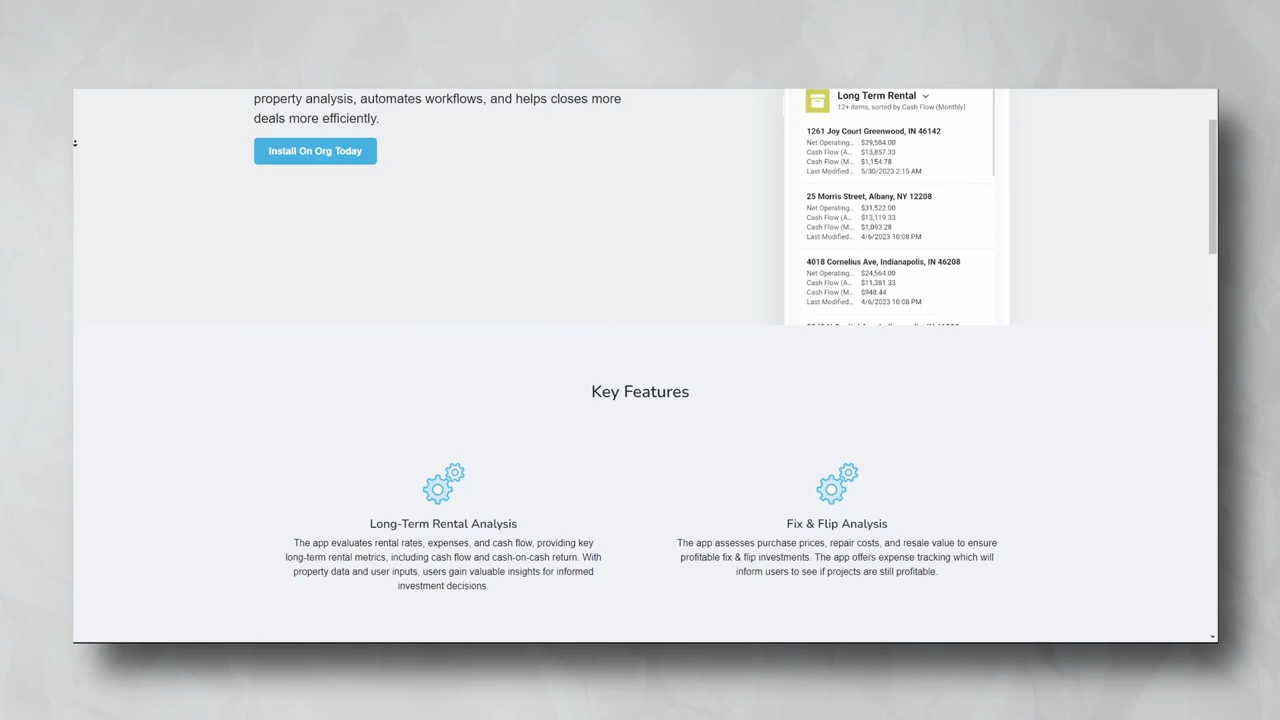 property analysis, automates workflows, and helps closes more
deals more efficiently.
Install On Org Today
Long Term Rental
12+ items, sorted by Cash Flow (Monthly)
1261 Joy Court Greenwood, IN 46142
Net Operating... $29,584.00
Cash Flow (A... $13,857.33
Cash Flow (M... $1,154.78
Last Modified... 5/30/2023 2:15 AM
25 Morris Street, Albany, NY 12208
Net Operating... $31,522.00
Cash Flow (A... $13,119.33
Cash Flow (M... $1,093.28
Last Modified... 4/6/2023 10:08 PM
4018 Cornelius Ave, Indianapolis, IN 46208
Net Operating... $24,564.00
Cash Flow (A... $11,381.33
Cash Flow (M... $948.44
Last Modified... 4/6/2023 10:08 PM
Key Features
Long-Term Rental Analysis
The app evaluates rental rates, expenses, and cash flow, providing key
long-term rental metrics, including cash flow and cash-on-cash return. With
property data and user inputs, users gain valuable insights for informed
investment decisions.
Fix & Flip Analysis
The app assesses purchase prices, repair costs, and resale value to ensure
profitable fix & flip investments. The app offers expense tracking which will
inform users to see if projects are still profitable.